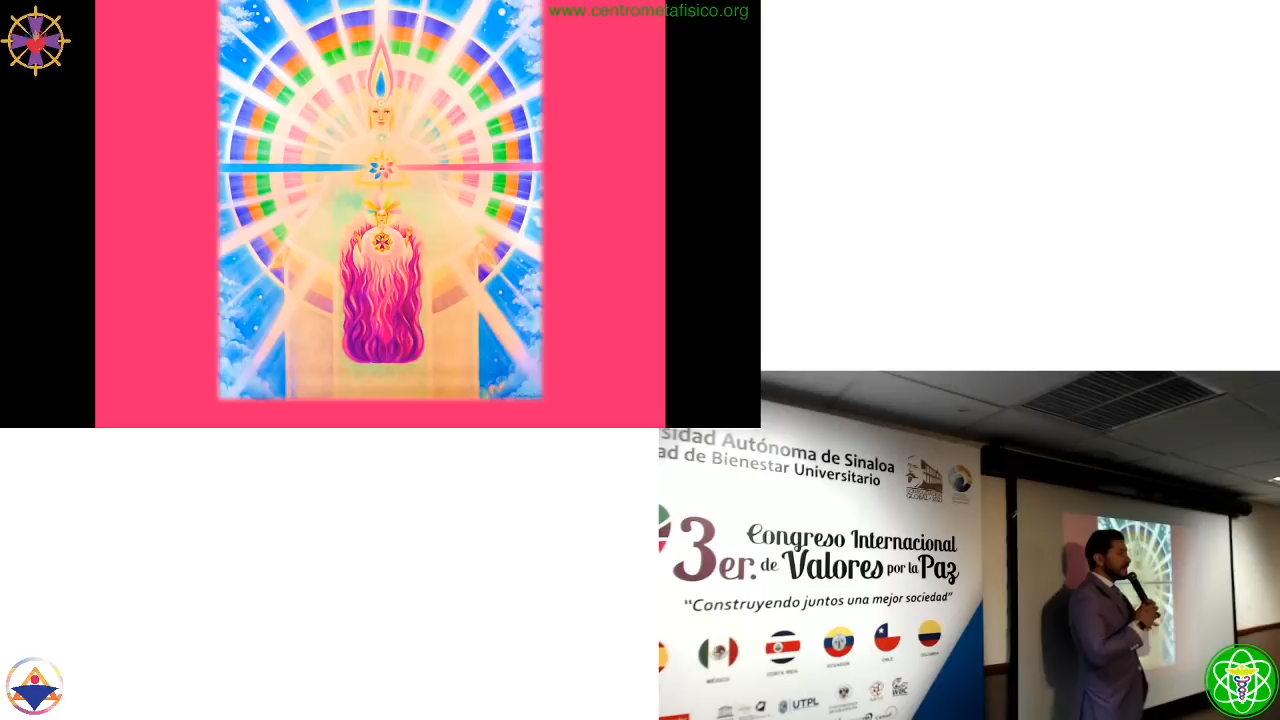 www.centrometafisico.org
sidad Autónoma de Sinaloa
ad de Bienestar Universitario
3er. Congreso Internacional
de Valores por la Paz
"Construyendo juntos una mejor sociedad"
MÉXICO
COSTA RICA
ECUADOR
CHILE
COLOMBIA
UTPL